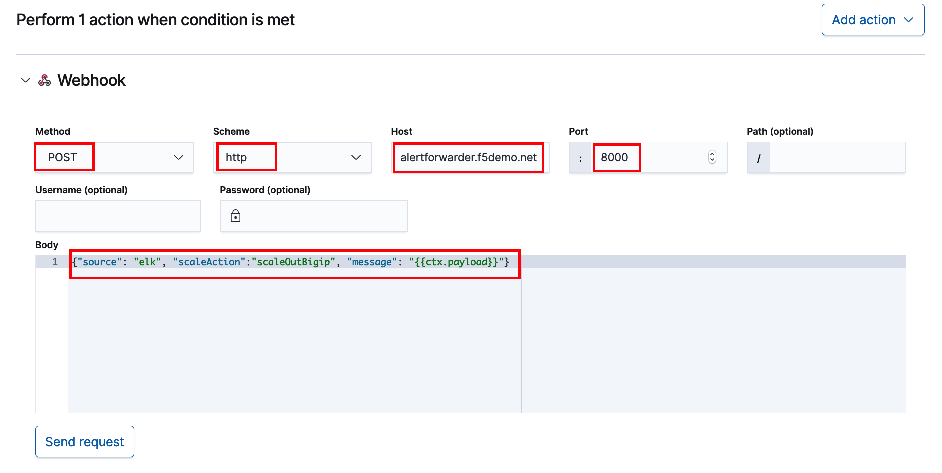 Perform 1 action when condition is met
Add action
Webhook
Method Scheme Host Port Path (optional)
POST http alertforwarder.f5demo.net : 8000 /
Username (optional) Password (optional)
Body
1 {"source": "elk", "scaleAction":"scaleOutBigip", "message": "{{ctx.payload}}"}
Send request